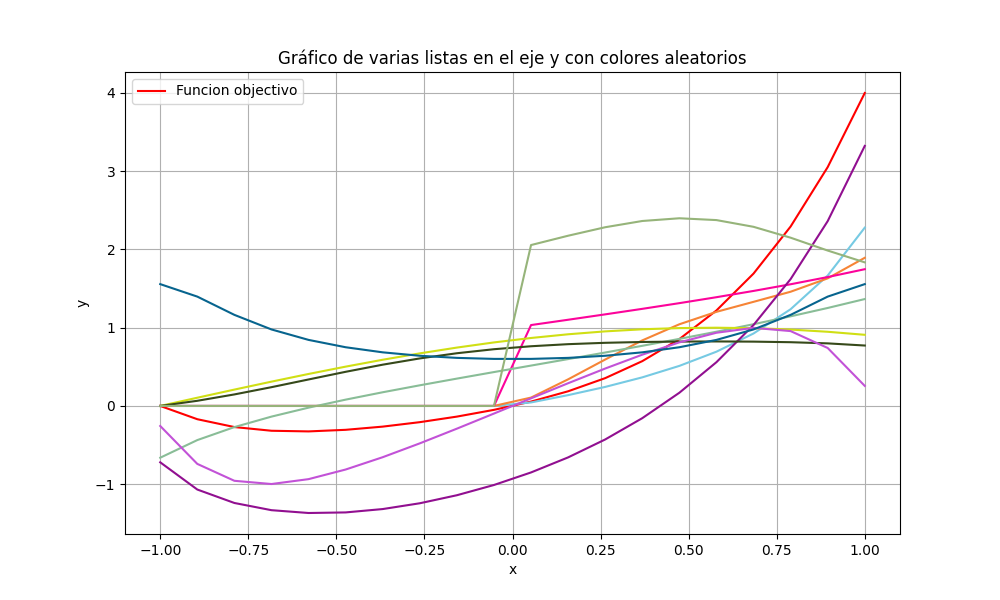 Gráfico de varias listas en el eje y con colores aleatorios
Funcion objectivo
4
3
2
1
0
−1
y
−1.00 −0.75 −0.50 −0.25 0.00 0.25 0.50 0.75 1.00
x